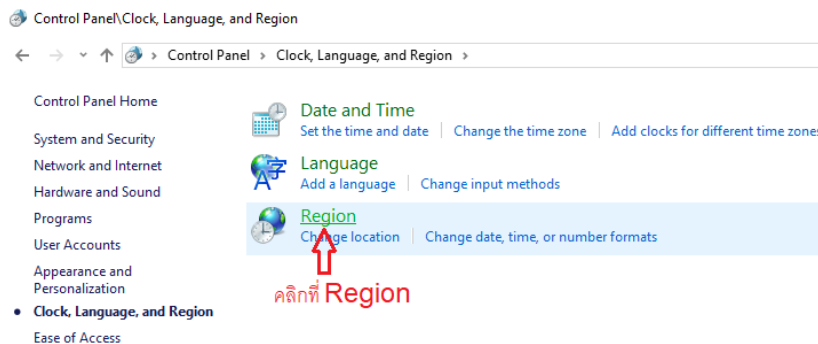 Control Panel\Clock, Language, and Region
Control Panel > Clock, Language, and Region >
Control Panel Home
System and Security
Network and Internet
Hardware and Sound
Programs
User Accounts
Appearance and
Personalization
Clock, Language, and Region
Ease of Access
Date and Time
Set the time and date | Change the time zone | Add clocks for different time zones
Language
Add a language | Change input methods
Region
Change location | Change date, time, or number formats
คลิกที่ Region